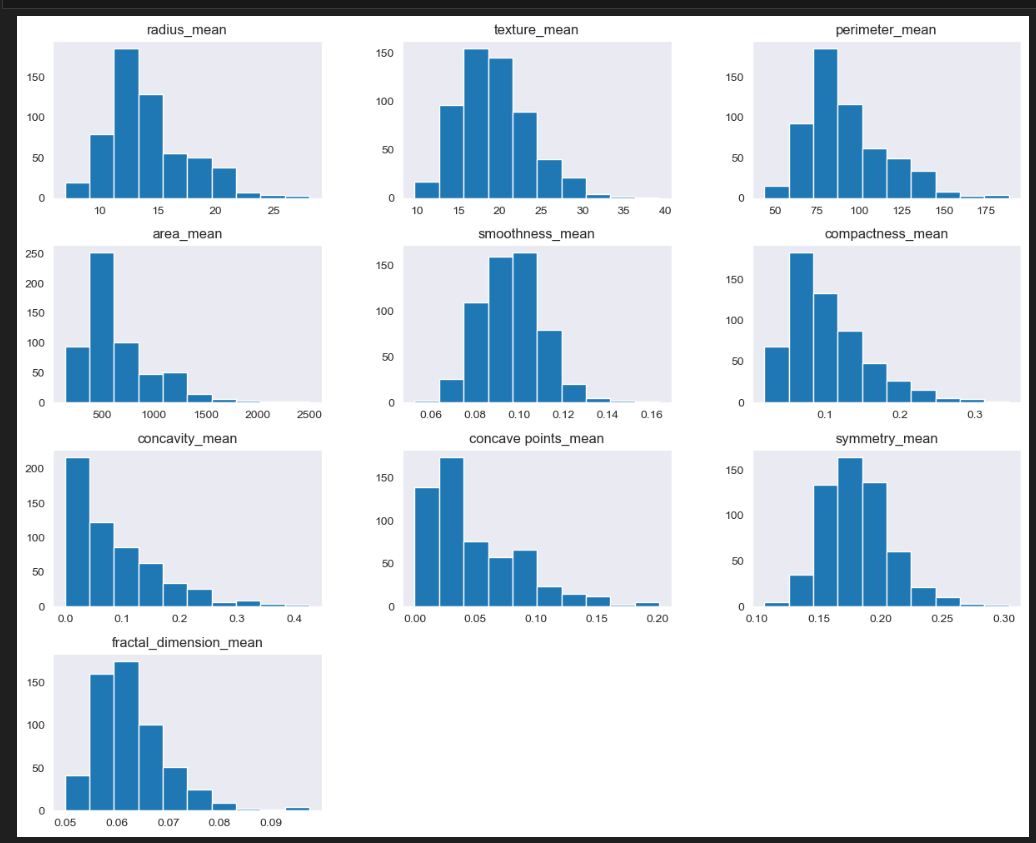 radius_mean
texture_mean
perimeter_mean
150
100
50
0
10 15 20 25
150
100
50
0
10 15 20 25 30 35 40
150
100
50
0
50 75 100 125 150 175
area_mean
smoothness_mean
compactness_mean
250
200
150
100
50
0
500 1000 1500 2000 2500
150
100
50
0
0.06 0.08 0.10 0.12 0.14 0.16
150
100
50
0
0.1 0.2 0.3
concavity_mean
concave points_mean
symmetry_mean
200
150
100
50
0
0.0 0.1 0.2 0.3 0.4
150
100
50
0
0.00 0.05 0.10 0.15 0.20
150
100
50
0
0.10 0.15 0.20 0.25 0.30
fractal_dimension_mean
150
100
50
0
0.05 0.06 0.07 0.08 0.09